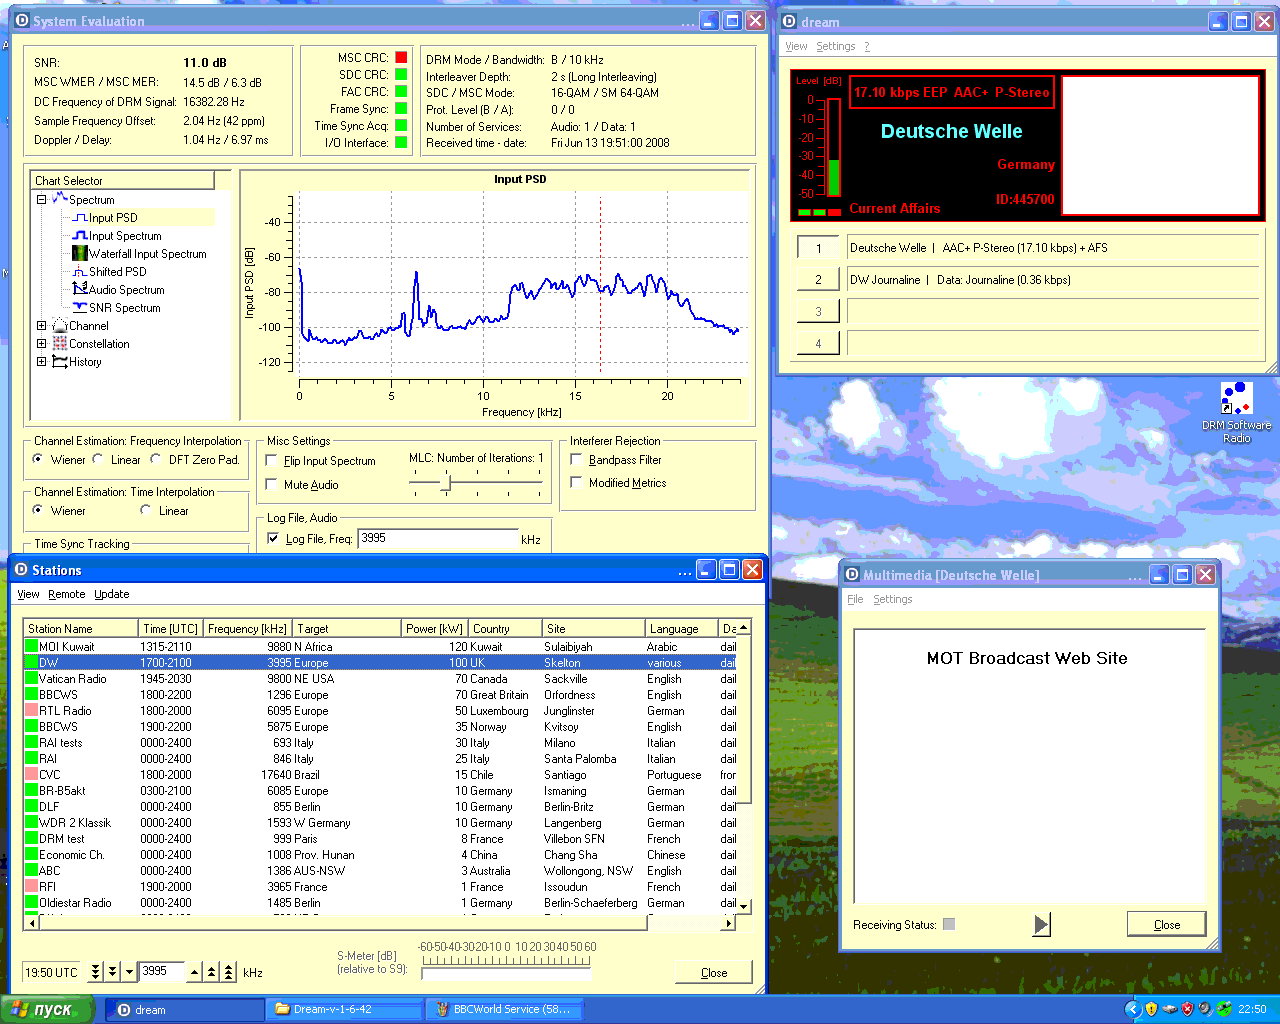 System Evaluation
SNR: 11.0 dB
MSC WMER / MSC MER: 14.5 dB / 6.3 dB
DC Frequency of DRM Signal: 16382.28 Hz
Sample Frequency Offset: 2.04 Hz (42 ppm)
Doppler / Delay: 1.04 Hz / 6.97 ms
MSC CRC:
SDC CRC:
FAC CRC:
Frame Sync:
Time Sync Acq:
I/O Interface:
DRM Mode / Bandwidth: B / 10 kHz
Interleaver Depth: 2 s (Long Interleaving)
SDC / MSC Mode: 16-QAM / SM 64-QAM
Prot. Level (B / A): 0 / 0
Number of Services: Audio: 1 / Data: 1
Received time - date: Fri Jun 13 19:51:00 2008
Chart Selector
Spectrum
Input PSD
Input Spectrum
Waterfall Input Spectrum
Shifted PSD
Audio Spectrum
SNR Spectrum
Channel
Constellation
History
Input PSD
Input PSD [dB]
-40
-60
-80
-100
-120
0 5 10 15 20
Frequency [kHz]
Channel Estimation: Frequency Interpolation
Wiener Linear DFT Zero Pad.
Channel Estimation: Time Interpolation
Wiener Linear
Time Sync Tracking
Misc Settings
Flip Input Spectrum
Mute Audio
MLC: Number of Iterations: 1
Log File, Audio
Log File, Freq: 3995 kHz
Interferer Rejection
Bandpass Filter
Modified Metrics
dream
View Settings ?
Level [dB]
0
-10
-20
-30
-40
-50
17.10 kbps EEP AAC+ P-Stereo
Deutsche Welle
Germany
ID:445700
Current Affairs
1 Deutsche Welle | AAC+ P-Stereo (17.10 kbps) + AFS
2 DW Journaline | Data: Journaline (0.36 kbps)
3
4
DRM Software
Radio
Stations
View Remote Update
Station Name Time [UTC] Frequency [kHz] Target Power [kW] Country Site Language Da
MOI Kuwait 1315-2110 9880 N Africa 120 Kuwait Sulaibiyah Arabic dail
DW 1700-2100 3995 Europe 100 UK Skelton various dail
Vatican Radio 1945-2030 9800 NE USA 70 Canada Sackville English dail
BBCWS 1800-2200 1296 Europe 70 Great Britain Orfordness English dail
RTL Radio 1800-2000 6095 Europe 50 Luxembourg Junglinster German dail
BBCWS 1900-2200 5875 Europe 35 Norway Kvitsoy English dail
RAI tests 0000-2400 693 Italy 30 Italy Milano Italian dail
RAI 0000-2400 846 Italy 25 Italy Santa Palomba Italian dail
CVC 1800-2000 17640 Brazil 15 Chile Santiago Portuguese fror
BR-B5akt 0300-2100 6085 Europe 10 Germany Ismaning German dail
DLF 0000-2400 855 Berlin 10 Germany Berlin-Britz German dail
WDR 2 Klassik 0000-2400 1593 W Germany 10 Germany Langenberg German dail
DRM test 0000-2400 999 Paris 8 France Villebon SFN French dail
Economic Ch. 0000-2400 1008 Prov. Hunan 4 China Chang Sha Chinese dail
ABC 0000-2400 1386 AUS-NSW 3 Australia Wollongong, NSW English dail
RFI 1900-2000 3965 France 1 France Issoudun French dail
Oldiestar Radio 0000-2400 1485 Berlin 1 Germany Berlin-Schaeferberg German dail
19:50 UTC 3995 kHz
S-Meter [dB]
(relative to S9):
-60-50-40-30-20-10 0 10 20 30 40 50 60
Close
Multimedia [Deutsche Welle]
File Settings
MOT Broadcast Web Site
Receiving Status:
Close
пуск
dream
Dream-v-1-6-42
BBCWorld Service (58...
22:50